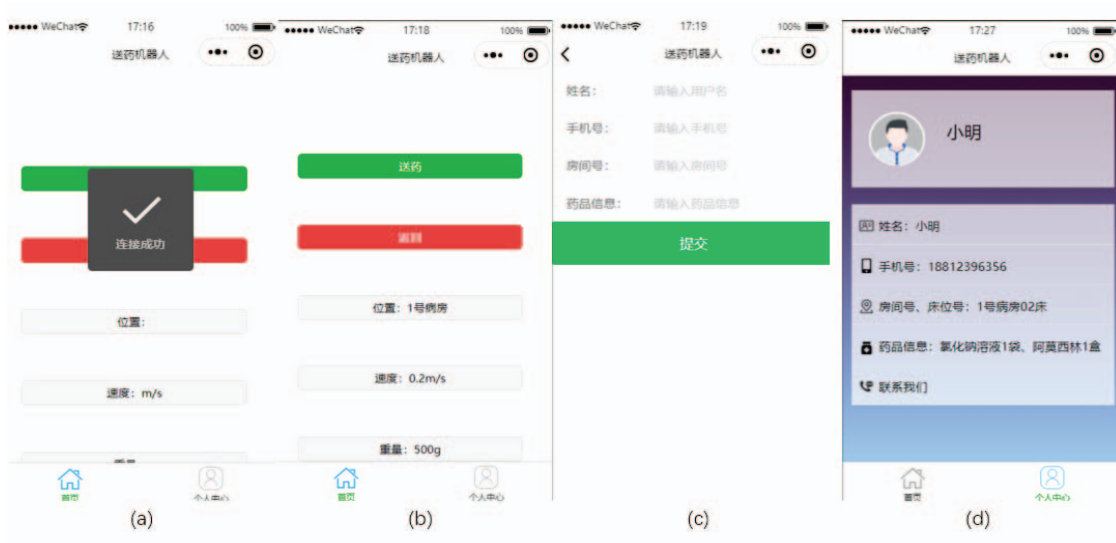 WeChat 17:16 100%
送药机器人
连接成功
位置:
速度: m/s
首页 个人中心
(a)
WeChat 17:18 100%
送药机器人
送药
返回
位置: 1号病房
速度: 0.2m/s
重量: 500g
首页 个人中心
(b)
WeChat 17:19 100%
送药机器人
姓名: 请输入用户名
手机号: 请输入手机号
房间号: 请输入房间号
药品信息: 请输入药品信息
提交
(c)
WeChat 17:27 100%
送药机器人
小明
姓名: 小明
手机号: 18812396356
房间号、床位号: 1号病房02床
药品信息: 氯化钠溶液1袋、阿莫西林1盒
联系我们
首页 个人中心
(d)